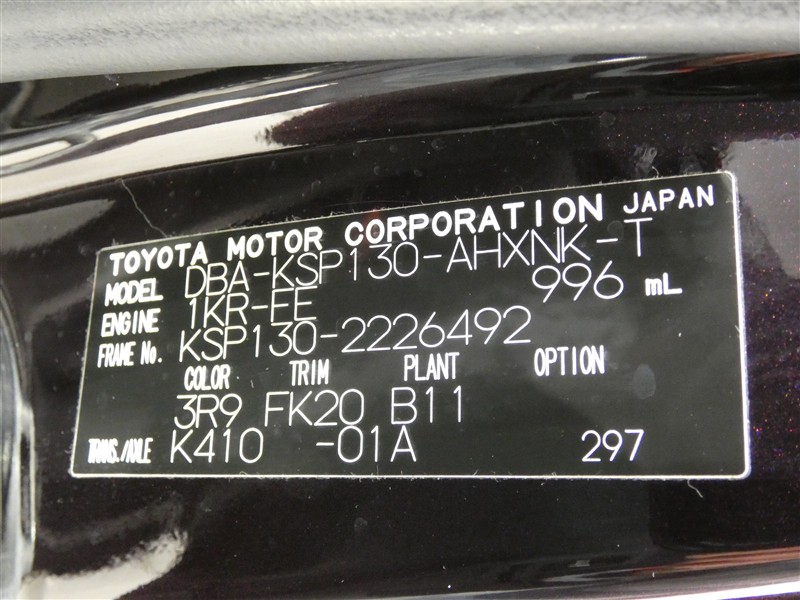 TOYOTA MOTOR CORPORATION JAPAN
MODEL DBA-KSP130-AHXNK-T
ENGINE 1KR-FE 996 mL
FRAME No. KSP130-2226492
COLOR TRIM PLANT OPTION
3R9 FK20 B11
TRANS./AXLE K410 -01A 297